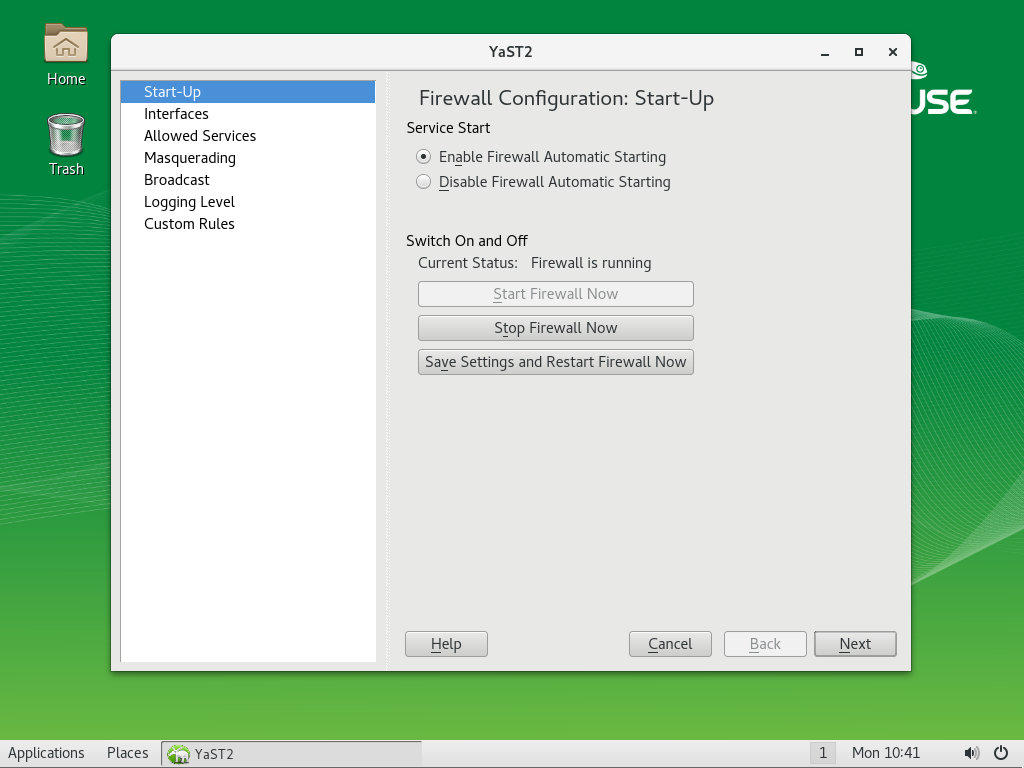 YaST2
Home
Trash
USE
Start-Up
Interfaces
Allowed Services
Masquerading
Broadcast
Logging Level
Custom Rules
Firewall Configuration: Start-Up
Service Start
Enable Firewall Automatic Starting
Disable Firewall Automatic Starting
Switch On and Off
Current Status: Firewall is running
Start Firewall Now
Stop Firewall Now
Save Settings and Restart Firewall Now
Help Cancel Back Next
Applications Places YaST2 1 Mon 10:41